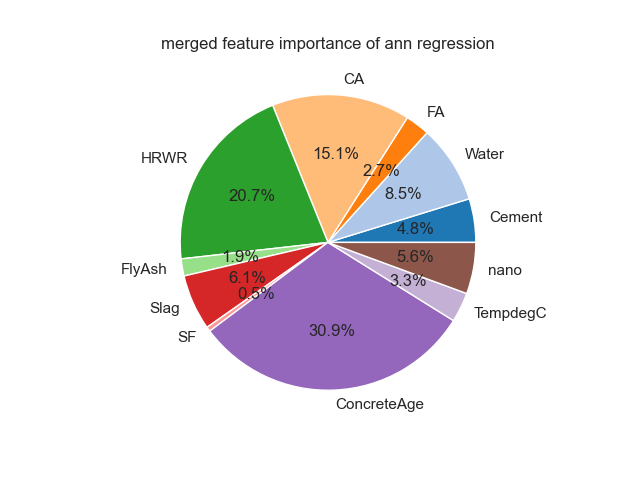 merged feature importance of ann regression
CA
FA
HRWR
15.1%
Water
2.7%
20.7%
8.5%
Cement
4.8%
FlyAsh
1.9%
5.6%
nano
Slag
6.1%
3.3%
0.5%
TempdegC
SF
30.9%
ConcreteAge